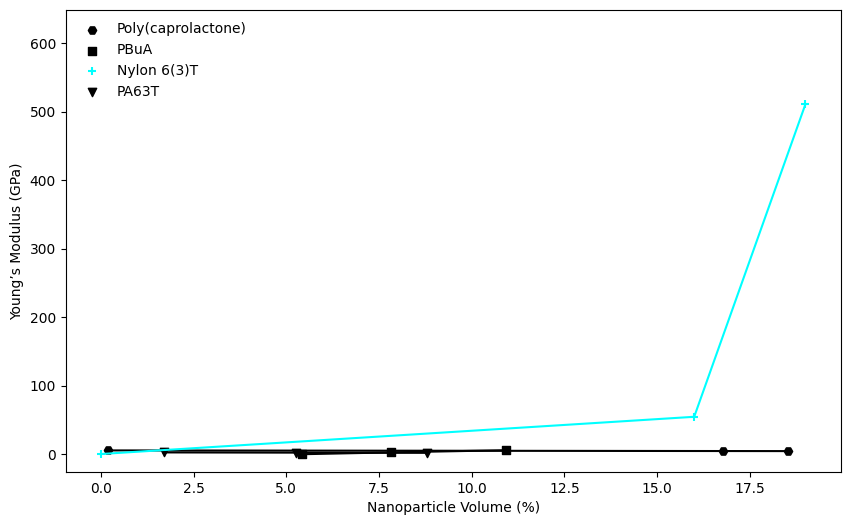 Poly(caprolactone)
PBuA
Nylon 6(3)T
PA63T
600
500
400
300
200
100
0
Young’s Modulus (GPa)
0.0 2.5 5.0 7.5 10.0 12.5 15.0 17.5
Nanoparticle Volume (%)